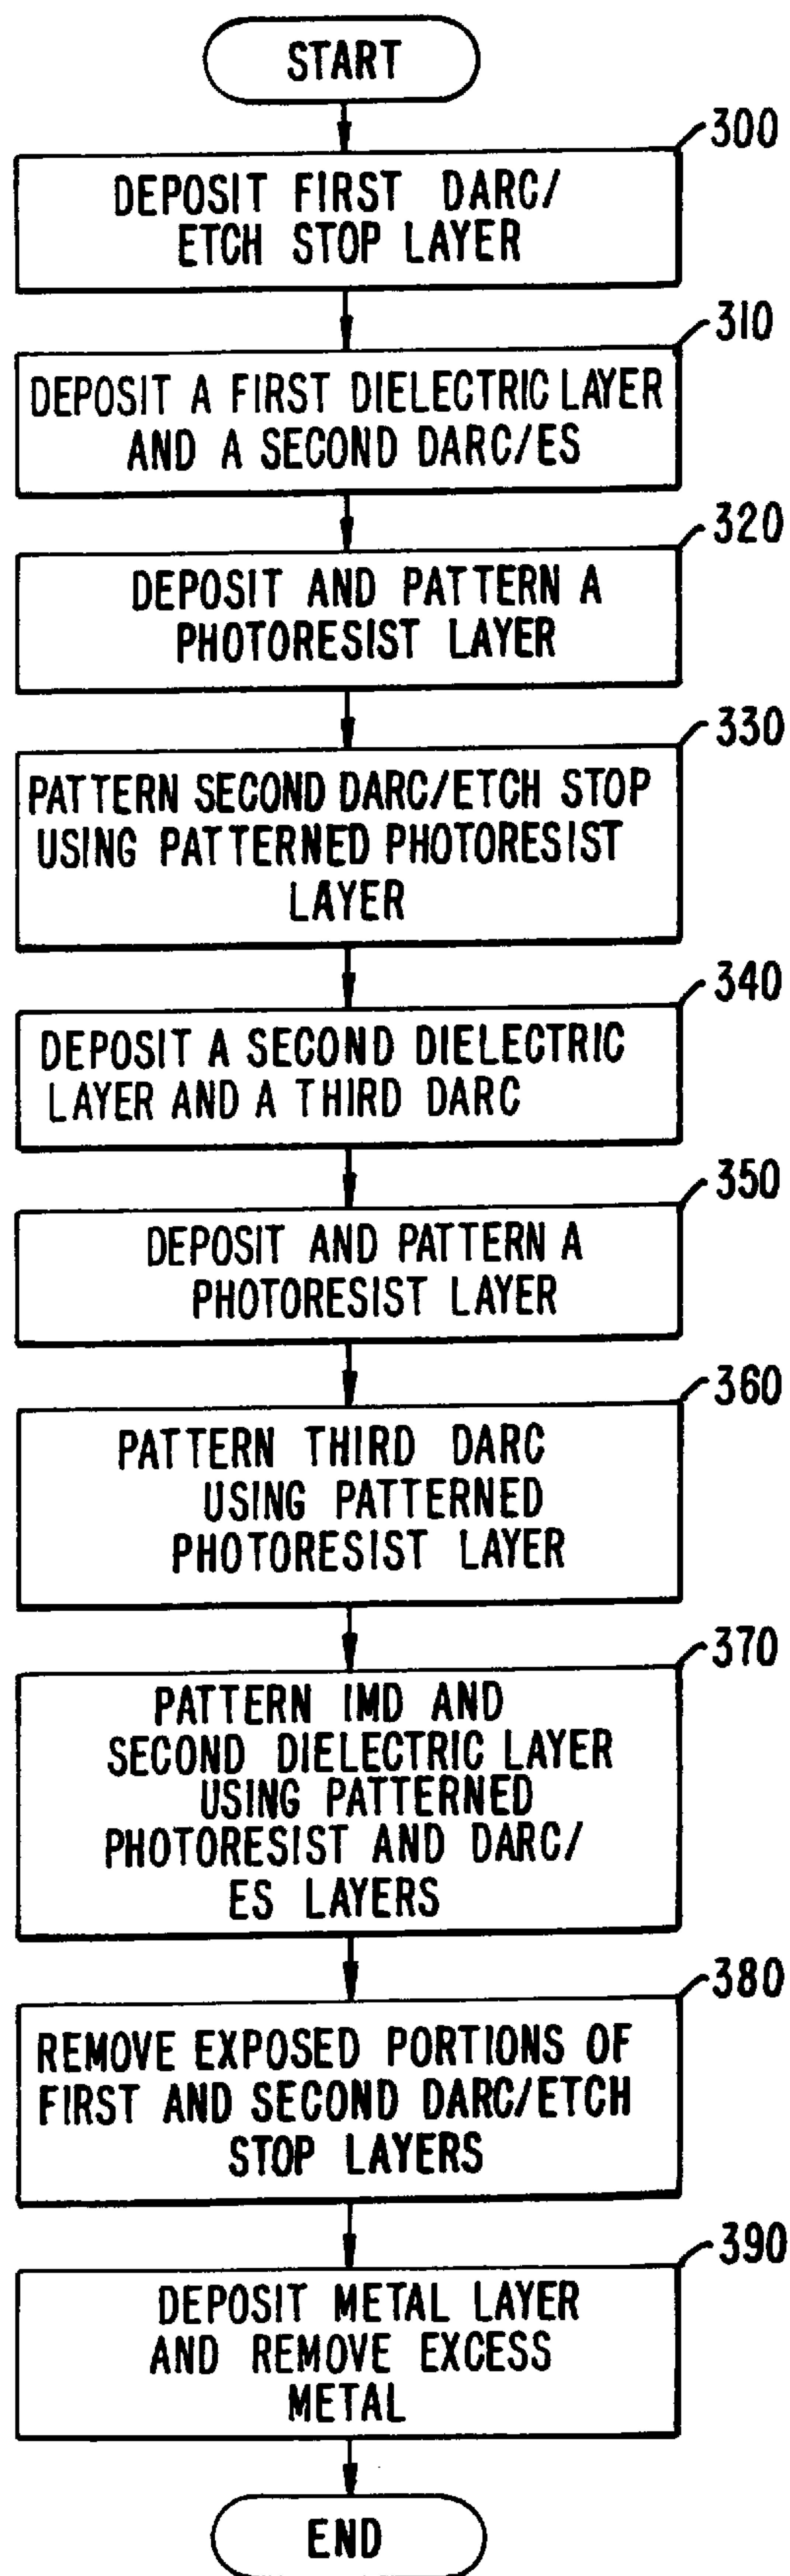 START
300
DEPOSIT FIRST DARC/
ETCH STOP LAYER
310
DEPOSIT A FIRST DIELECTRIC LAYER
AND A SECOND DARC/ES
320
DEPOSIT AND PATTERN A
PHOTORESIST LAYER
330
PATTERN SECOND DARC/ETCH STOP
USING PATTERNED PHOTORESIST
LAYER
340
DEPOSIT A SECOND DIELECTRIC
LAYER AND A THIRD DARC
350
DEPOSIT AND PATTERN A
PHOTORESIST LAYER
360
PATTERN THIRD DARC
USING PATTERNED
PHOTORESIST LAYER
370
PATTERN IMD AND
SECOND DIELECTRIC LAYER
USING PATTERNED
PHOTORESIST AND DARC/
ES LAYERS
380
REMOVE EXPOSED PORTIONS OF
FIRST AND SECOND DARC/ETCH
STOP LAYERS
390
DEPOSIT METAL LAYER
AND REMOVE EXCESS
METAL
END